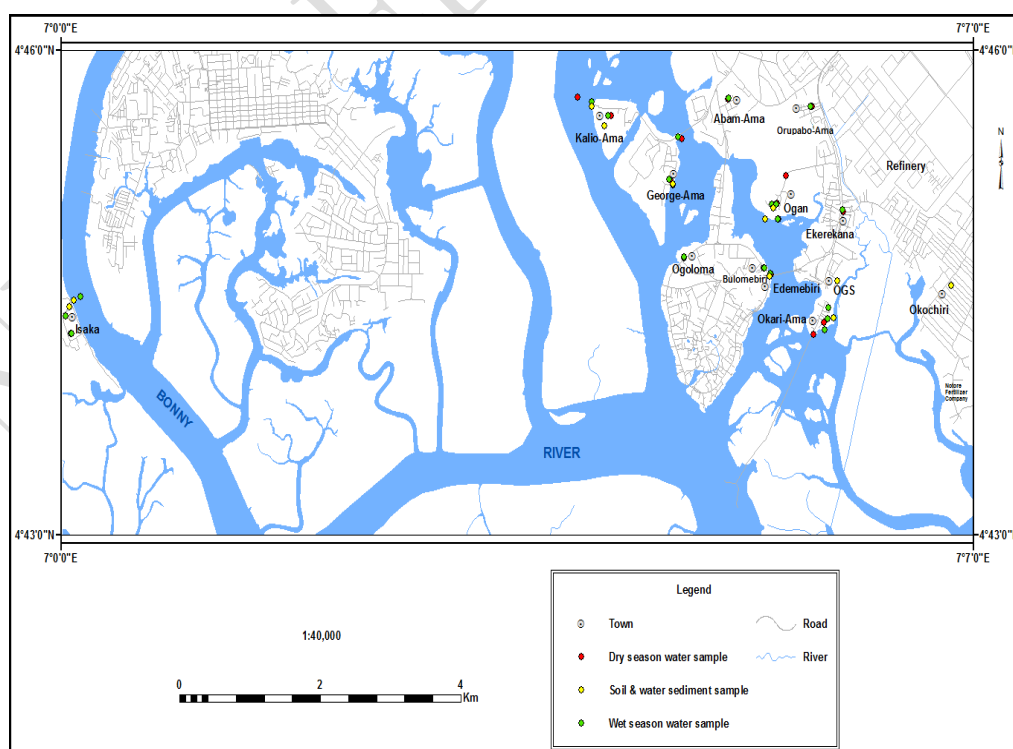 7°0'0"E
7°7'0"E
4°46'0"N
4°46'0"N
N
Kalio-Ama
Abam-Ama
Orupabo-Ama
Refinery
George-Ama
Ogan
Ekerekana
Ogoloma
Bulomebiri
Edemebiri
OGS
Okochiri
Isaka
Okari-Ama
Notore
Fertilizer
Company
BONNY
RIVER
4°43'0"N
4°43'0"N
7°0'0"E
7°7'0"E
Legend
Town
Road
Dry season water sample
River
Soil & water sediment sample
Wet season water sample
1:40,000
0
2
4
Km